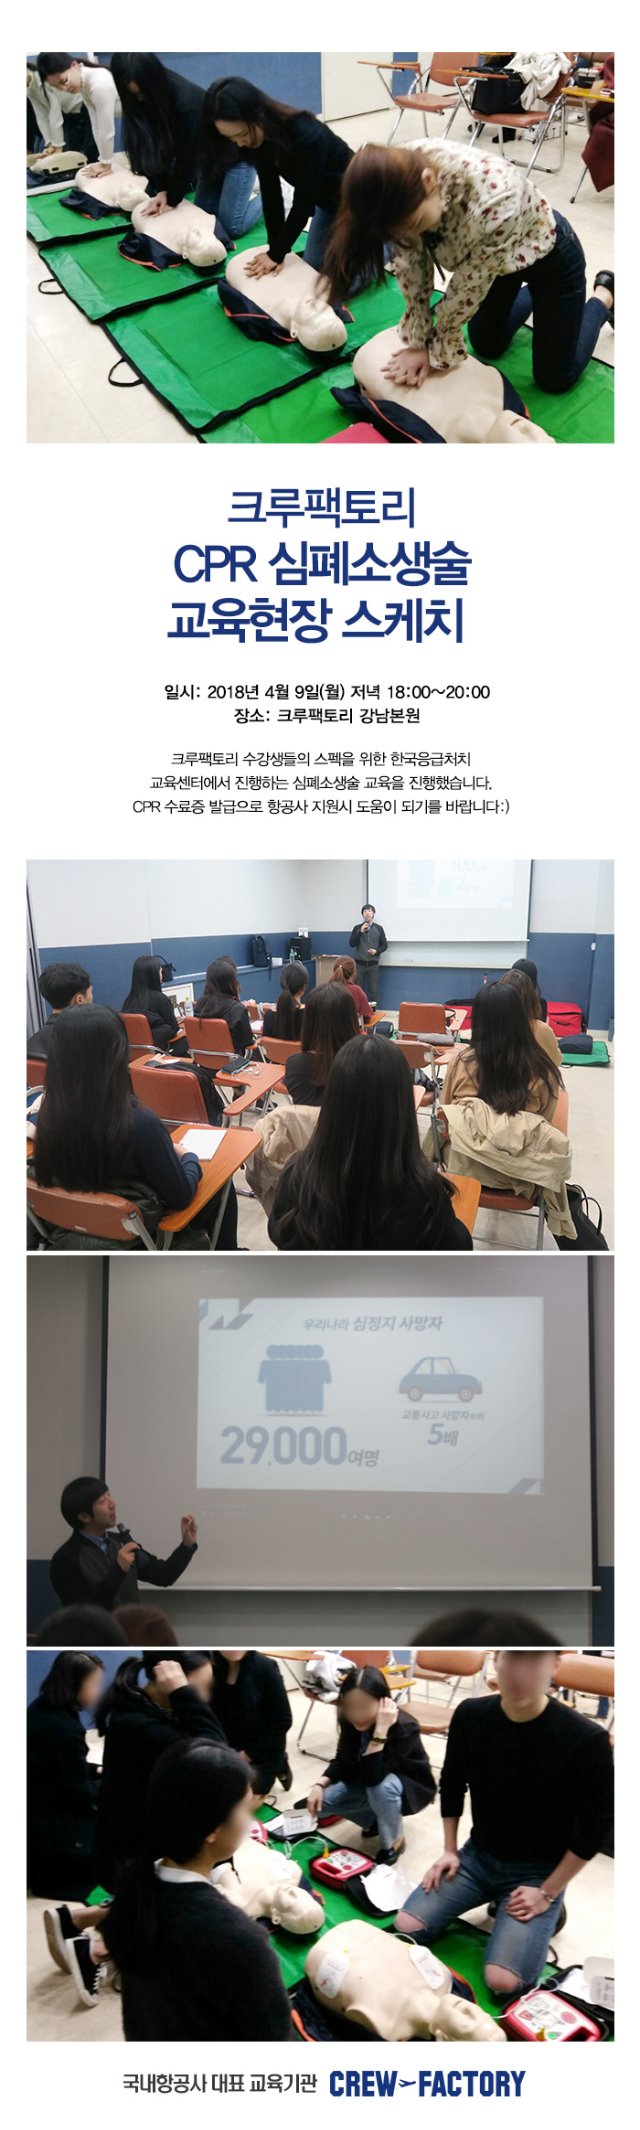 크루팩토리
CPR 심폐소생술
교육현장 스케치
일시: 2018년 4월 9일(월) 저녁 18:00~20:00
장소: 크루팩토리 강남본원
크루팩토리 수강생들의 스펙을 위한 한국응급처치
교육센터에서 진행하는 심폐소생술 교육을 진행했습니다.
CPR 수료증 발급으로 항공사 지원시 도움이 되기를 바랍니다:)
우리나라 심정지 사망자
29,000여명
교통사고 사망자수의
5배
국내항공사 대표 교육기관 CREW FACTORY